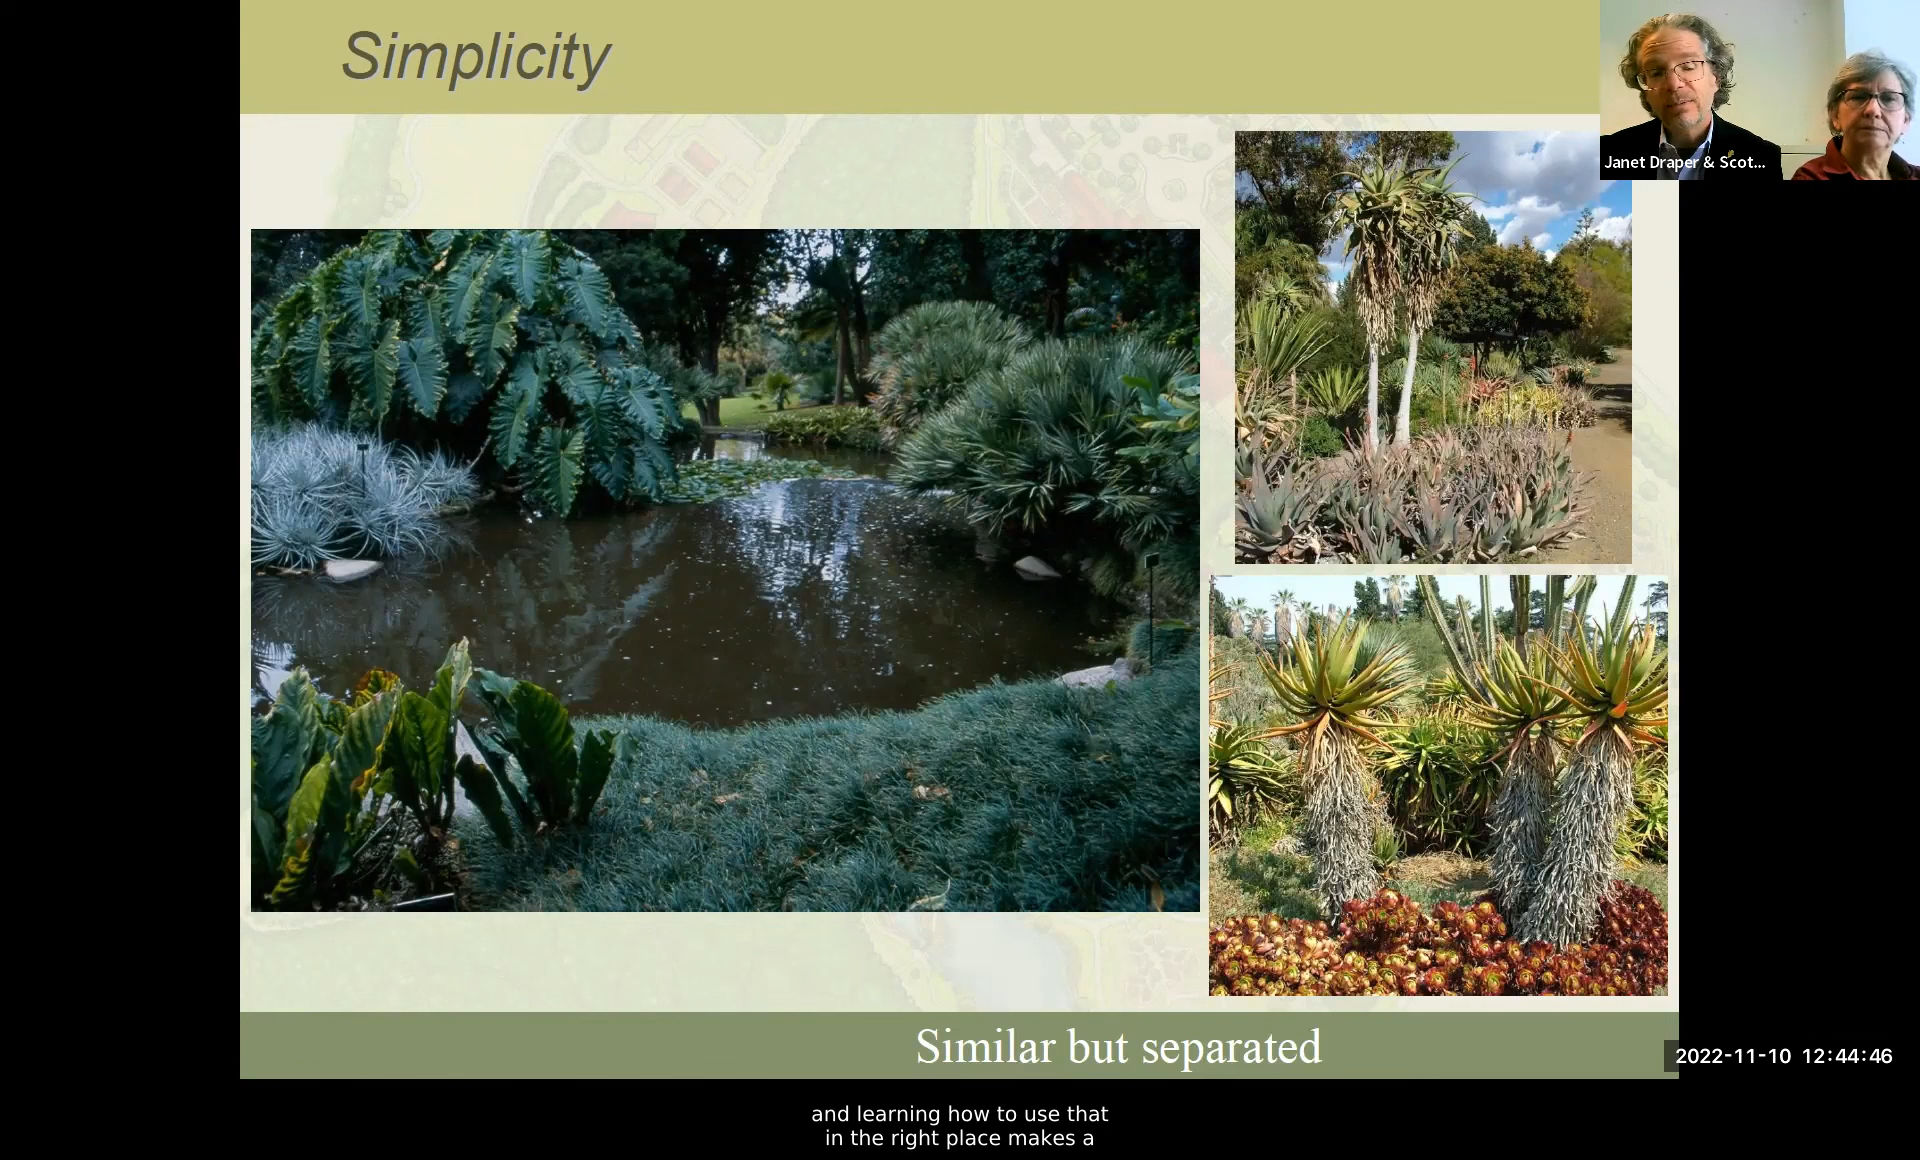 Simplicity
Janet Draper & Scot...
Similar but separated
2022-11-10 12:44:46
and learning how to use that
in the right place makes a